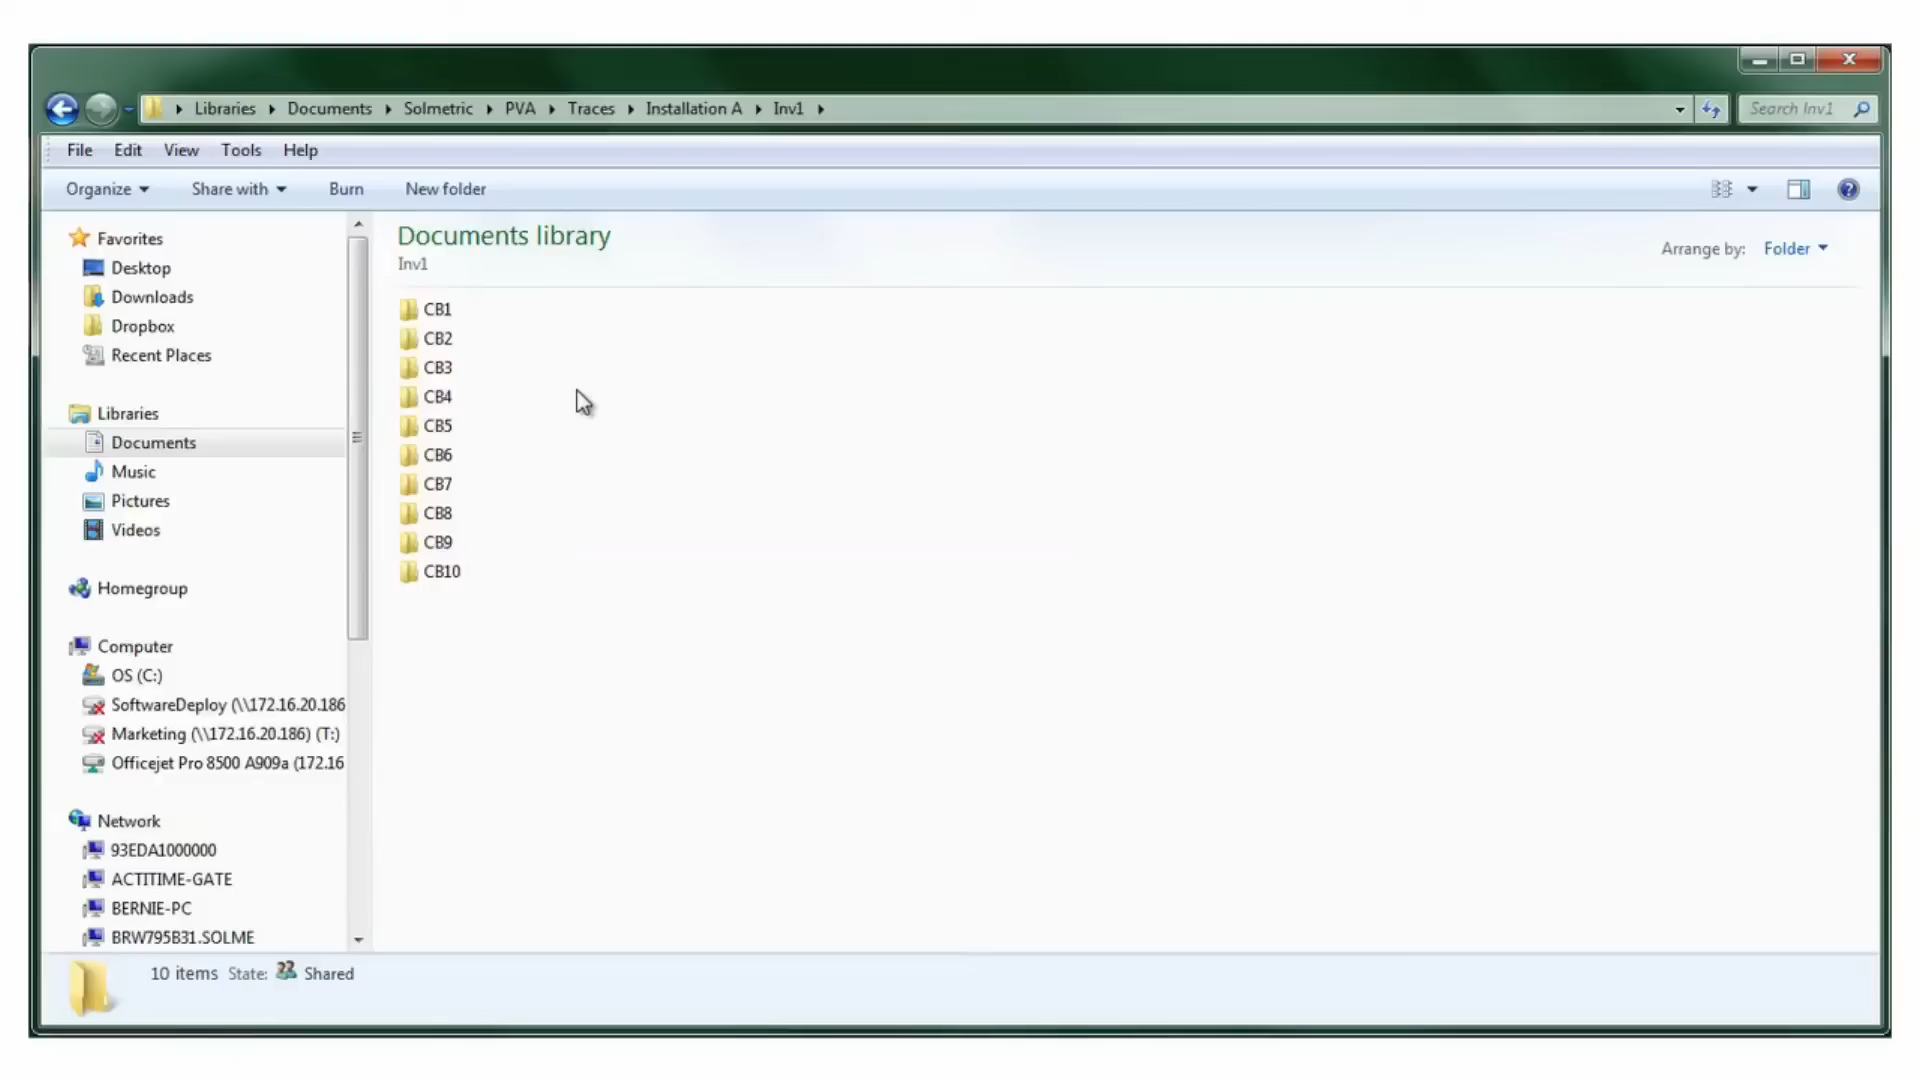 Libraries Documents Solmetric PVA Traces Installation A Inv1
Search Inv1
File Edit View Tools Help
Organize Share with Burn New folder
Favorites
Desktop
Downloads
Dropbox
Recent Places
Libraries
Documents
Music
Pictures
Videos
Homegroup
Computer
OS (C:)
SoftwareDeploy (\\172.16.20.186
Marketing (\\172.16.20.186) (T:)
Officejet Pro 8500 A909a (172.16
Network
93EDA1000000
ACTITIME-GATE
BERNIE-PC
BRW795B31.SOLME
Documents library
Inv1
Arrange by: Folder
CB1
CB2
CB3
CB4
CB5
CB6
CB7
CB8
CB9
CB10
10 items State: Shared